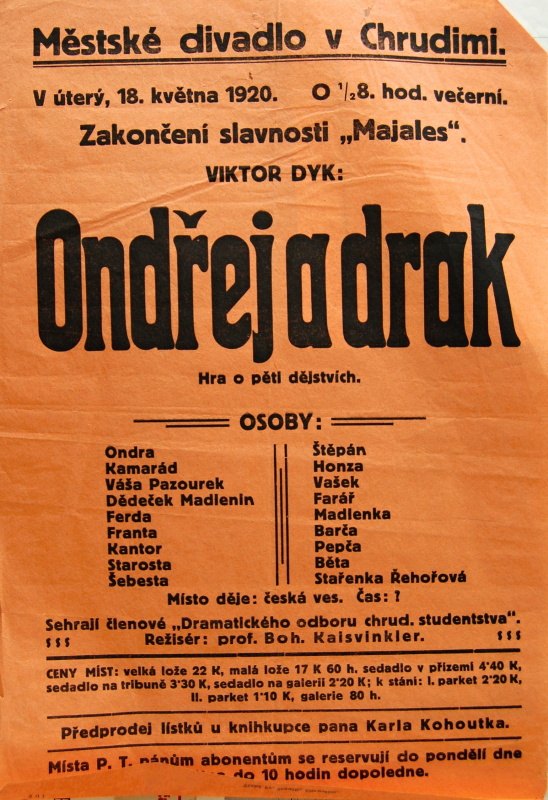 Městské divadlo v Chrudimi.
V úterý, 18. května 1920. O ½8. hod. večerní.
Zakončení slavnosti „Majales“.
VIKTOR DYK:
Ondřej a drak
Hra o pěti dějstvích.
OSOBY:
Ondra
Kamarád
Váša Pazourek
Dědeček Madlenin
Ferda
Franta
Kantor
Starosta
Šebesta
Štěpán
Honza
Vašek
Farář
Madlenka
Barča
Pepča
Běta
Stařenka Řehořová
Místo děje: česká ves. Čas: ?
Sehrají členové „Dramatického odboru chrud. studentstva“.
§ § § Režisér: prof. Boh. Kaisvinkler. § § §
CENY MÍST: velká lože 22 K, malá lože 17 K 60 h. sedadlo v přízemí 4·40 K,
sedadlo na tribuně 3·30 K, sedadlo na galerii 2·20 K; k stání: I. parket 2·20 K,
II. parket 1·10 K, galerie 80 h.
Předprodej lístků u knihkupce pana Karla Kohoutka.
Místa P. T. pánům abonentům se reservují do pondělí dne
do 10 hodin dopoledne.